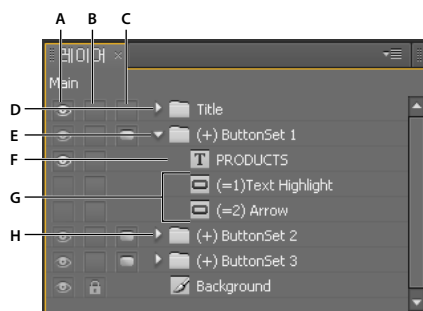 A B C
레이어
Main
D Title
E (+) ButtonSet 1
F T PRODUCTS
(=1)Text Highlight
G
(=2) Arrow
H (+) ButtonSet 2
(+) ButtonSet 3
Background